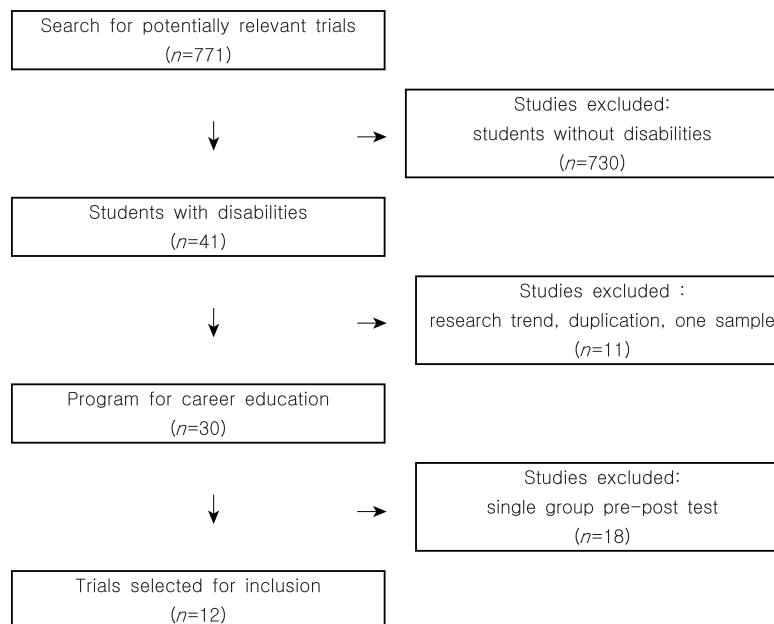 Search for potentially relevant trials
(n=771)
Studies excluded:
students without disabilities
(n=730)
Students with disabilities
(n=41)
Studies excluded :
research trend, duplication, one sample
(n=11)
Program for career education
(n=30)
Studies excluded:
single group pre-post test
(n=18)
Trials selected for inclusion
(n=12)